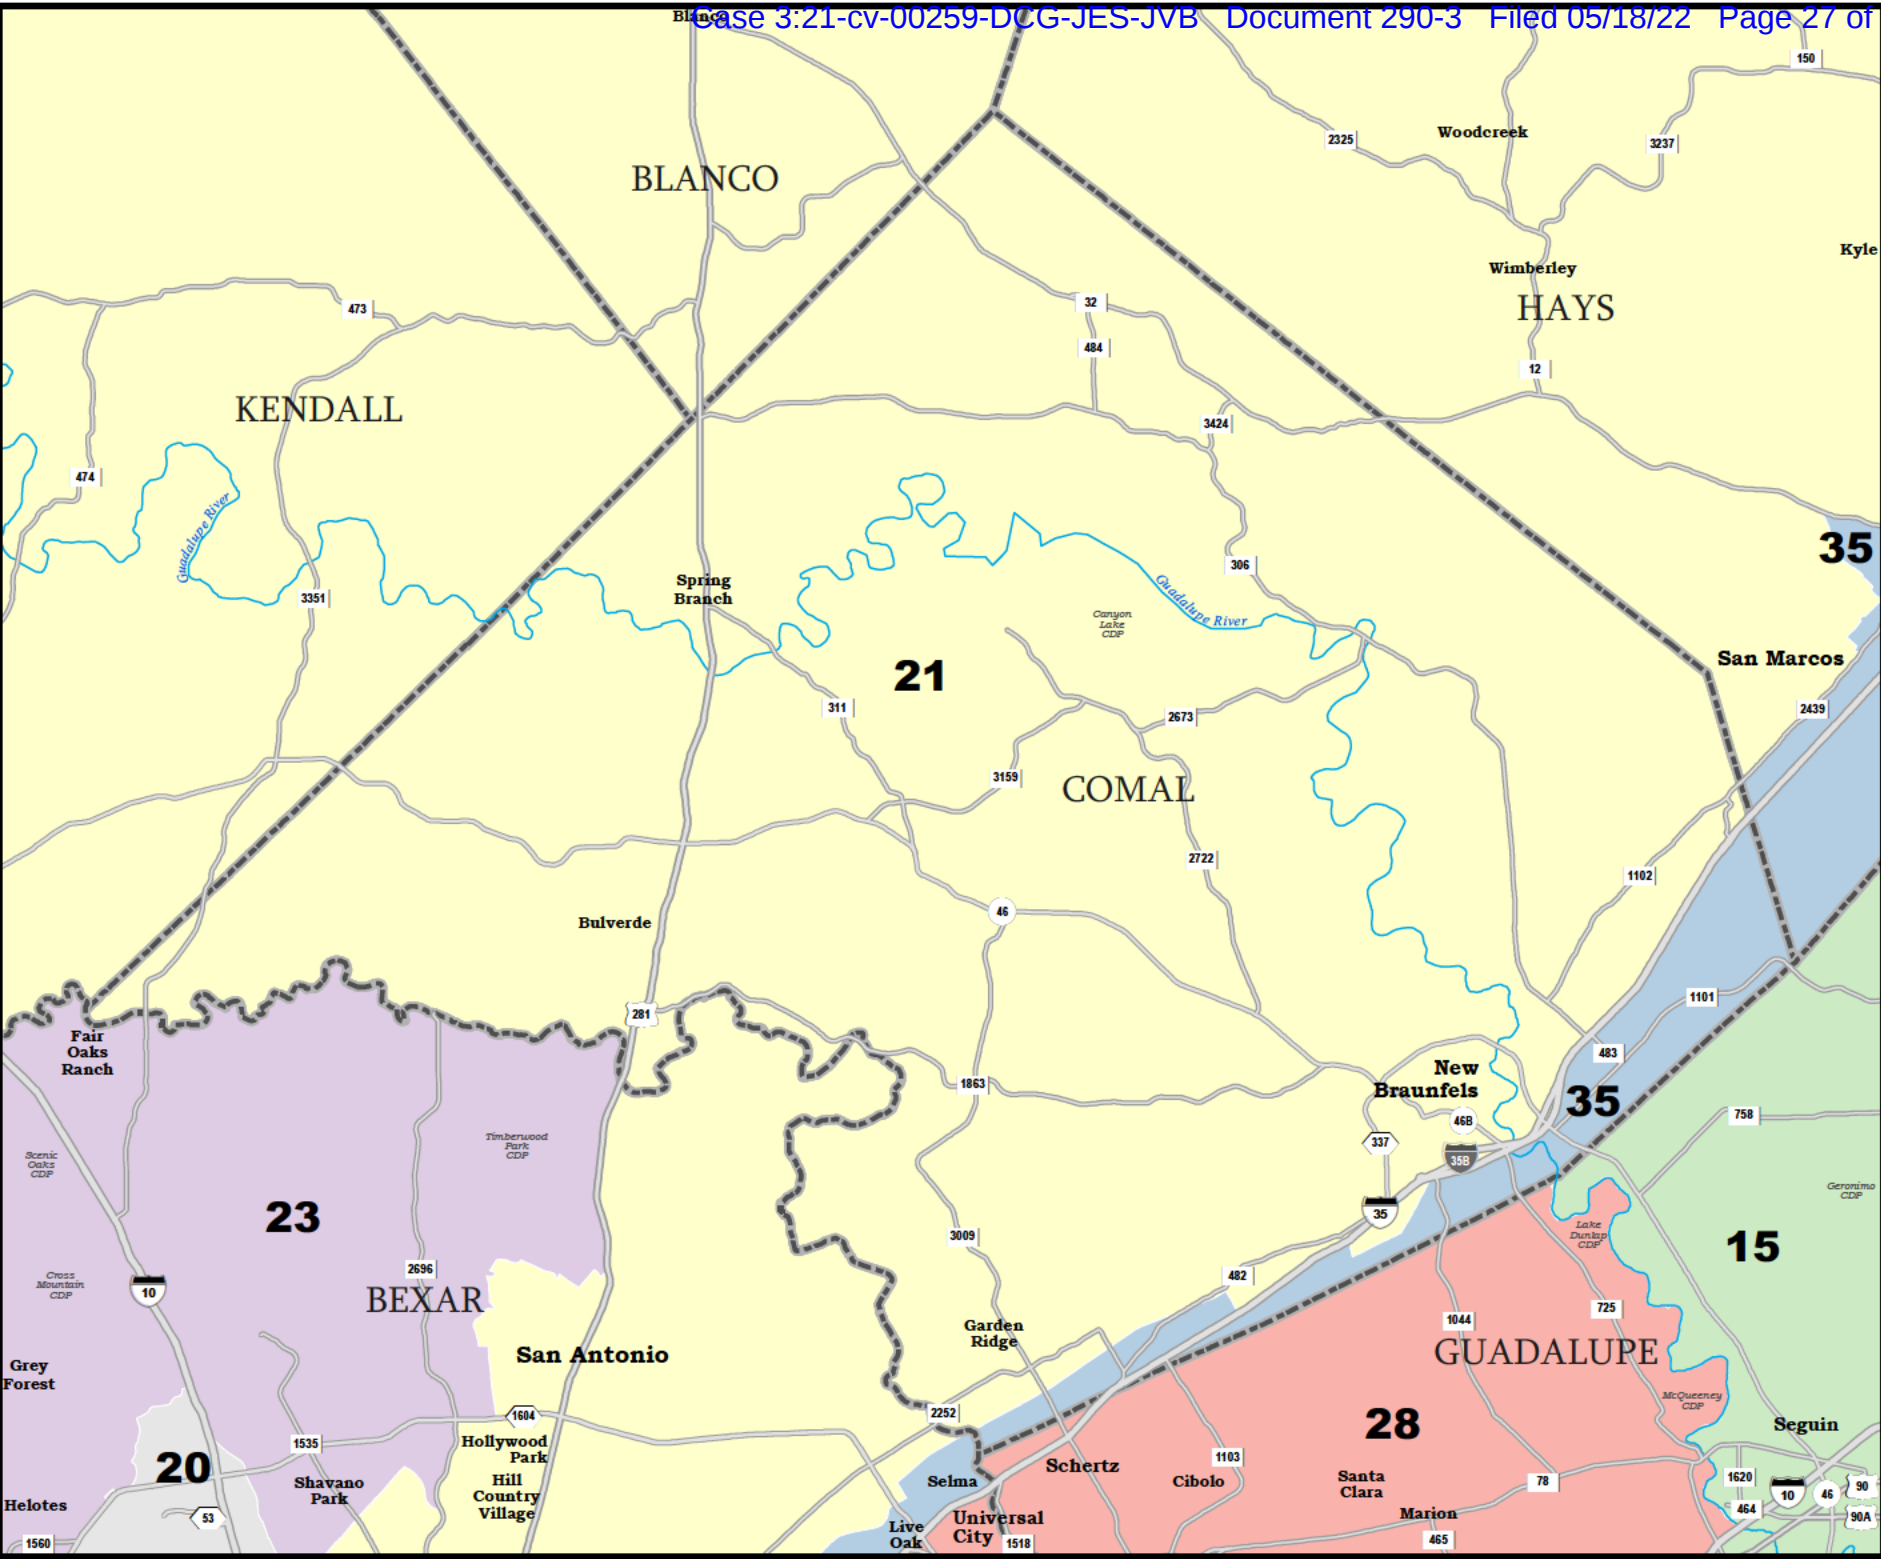 Case 3:21-cv-00259-DCG-JES-JVB Document 290-3 Filed 05/18/22 Page 27 of
Blanco
150
2325
Woodcreek
3237
BLANCO
Kyle
Wimberley
HAYS
32
473
484
12
KENDALL
3424
474
Guadalupe River
35
306
Spring
Branch
3351
Guadalupe River
Canyon
Lake
CDP
San Marcos
21
311
2673
2439
3159
COMAL
2722
1102
46
Bulverde
1101
281
Fair
Oaks
Ranch
483
New
Braunfels
1863
35
758
46B
337
35B
Timberwood
Park
CDP
Scenic
Oaks
CDP
Geronimo
CDP
23
35
3009
Lake
Dunlap
CDP
15
2696
482
Cross
Mountain
CDP
10
BEXAR
725
1044
Garden
Ridge
GUADALUPE
San Antonio
Grey
Forest
McQueeney
CDP
1604
2252
28
Seguin
1535
Hollywood
Park
20
Schertz
1103
Cibolo
Santa
Clara
78
1620
10
46
90
Selma
Shavano
Park
Hill
Country
Village
Helotes
53
464
90A
Marion
Universal
City
Live
Oak
1560
1518
465